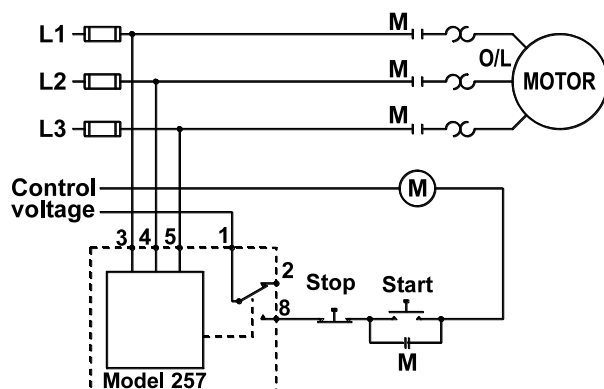 L1
M
O/L
L2
M
MOTOR
L3
M
Control
voltage
M
3
4
5
1
2
8
Stop
Start
M
Model 257